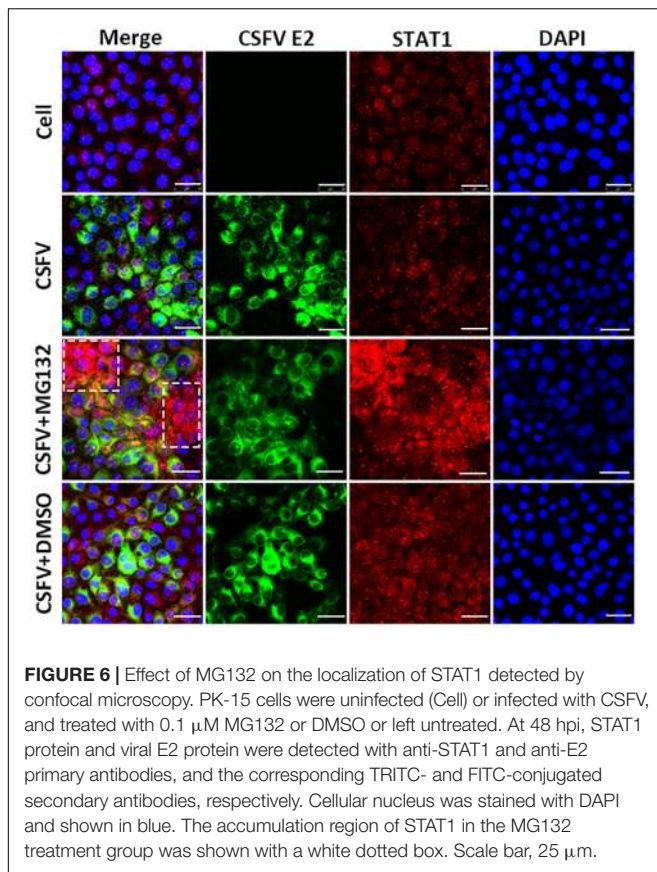 Merge CSFV E2 STAT1 DAPI
Cell
CSFV
CSFV+MG132
CSFV+DMSO
FIGURE 6 | Effect of MG132 on the localization of STAT1 detected by
confocal microscopy. PK-15 cells were uninfected (Cell) or infected with CSFV,
and treated with 0.1 μM MG132 or DMSO or left untreated. At 48 hpi, STAT1
protein and viral E2 protein were detected with anti-STAT1 and anti-E2
primary antibodies, and the corresponding TRITC- and FITC-conjugated
secondary antibodies, respectively. Cellular nucleus was stained with DAPI
and shown in blue. The accumulation region of STAT1 in the MG132
treatment group was shown with a white dotted box. Scale bar, 25 μm.